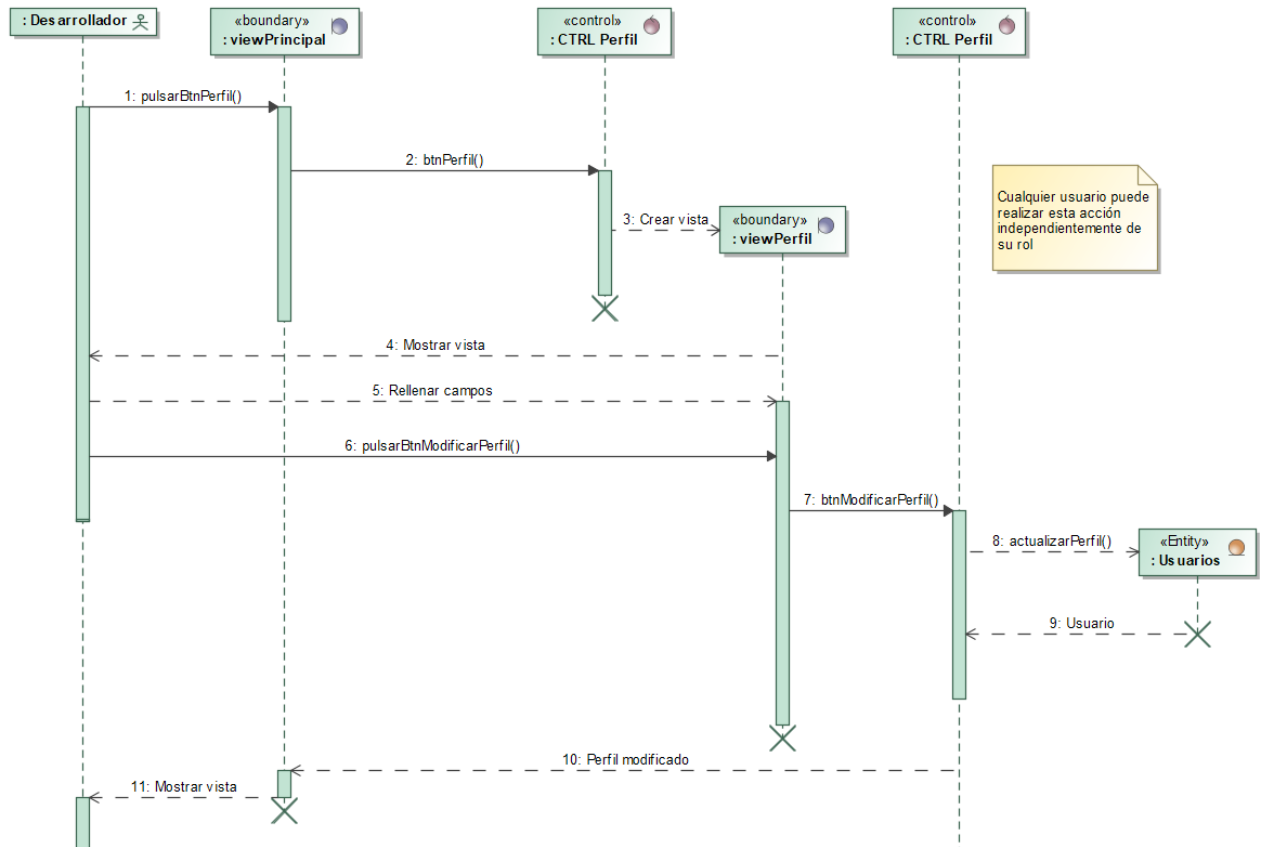 : Desarrollador
«boundary»
: viewPrincipal
«control»
: CTRL Perfil
«control»
: CTRL Perfil
1: pulsarBtnPerfil()
2: btnPerfil()
Cualquier usuario puede
realizar esta acción
independientemente de
su rol
3: Crear vista
«boundary»
: viewPerfil
4: Mostrar vista
5: Rellenar campos
6: pulsarBtnModificarPerfil()
7: btnModificarPerfil()
8: actualizarPerfil()
«Entity»
: Usuarios
9: Usuario
10: Perfil modificado
11: Mostrar vista